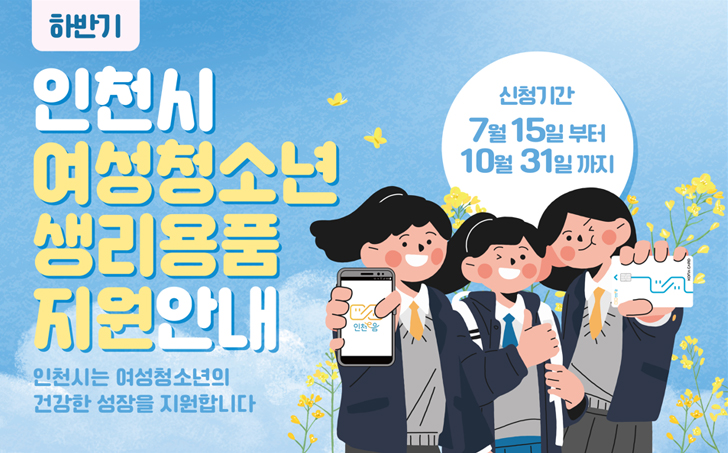 하반기
인천시
여성청소년
생리용품
지원안내
인천시는 여성청소년의
건강한 성장을 지원합니다
신청기간
7월 15일 부터
10월 31일 까지
인천e음